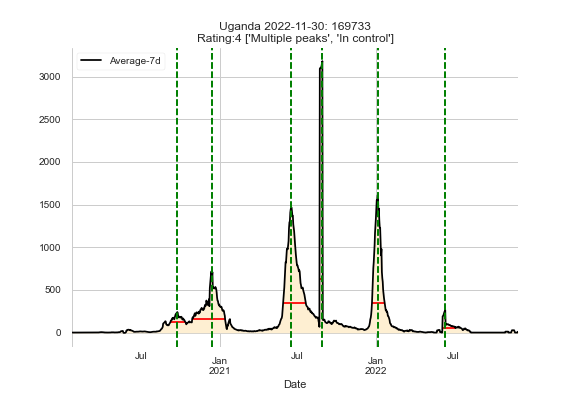 Uganda 2022-11-30: 169733
Rating:4 ['Multiple peaks', 'In control']
Average-7d
3000
2500
2000
1500
1000
500
0
Jul
Jan
2021
Jul
Jan
2022
Jul
Date